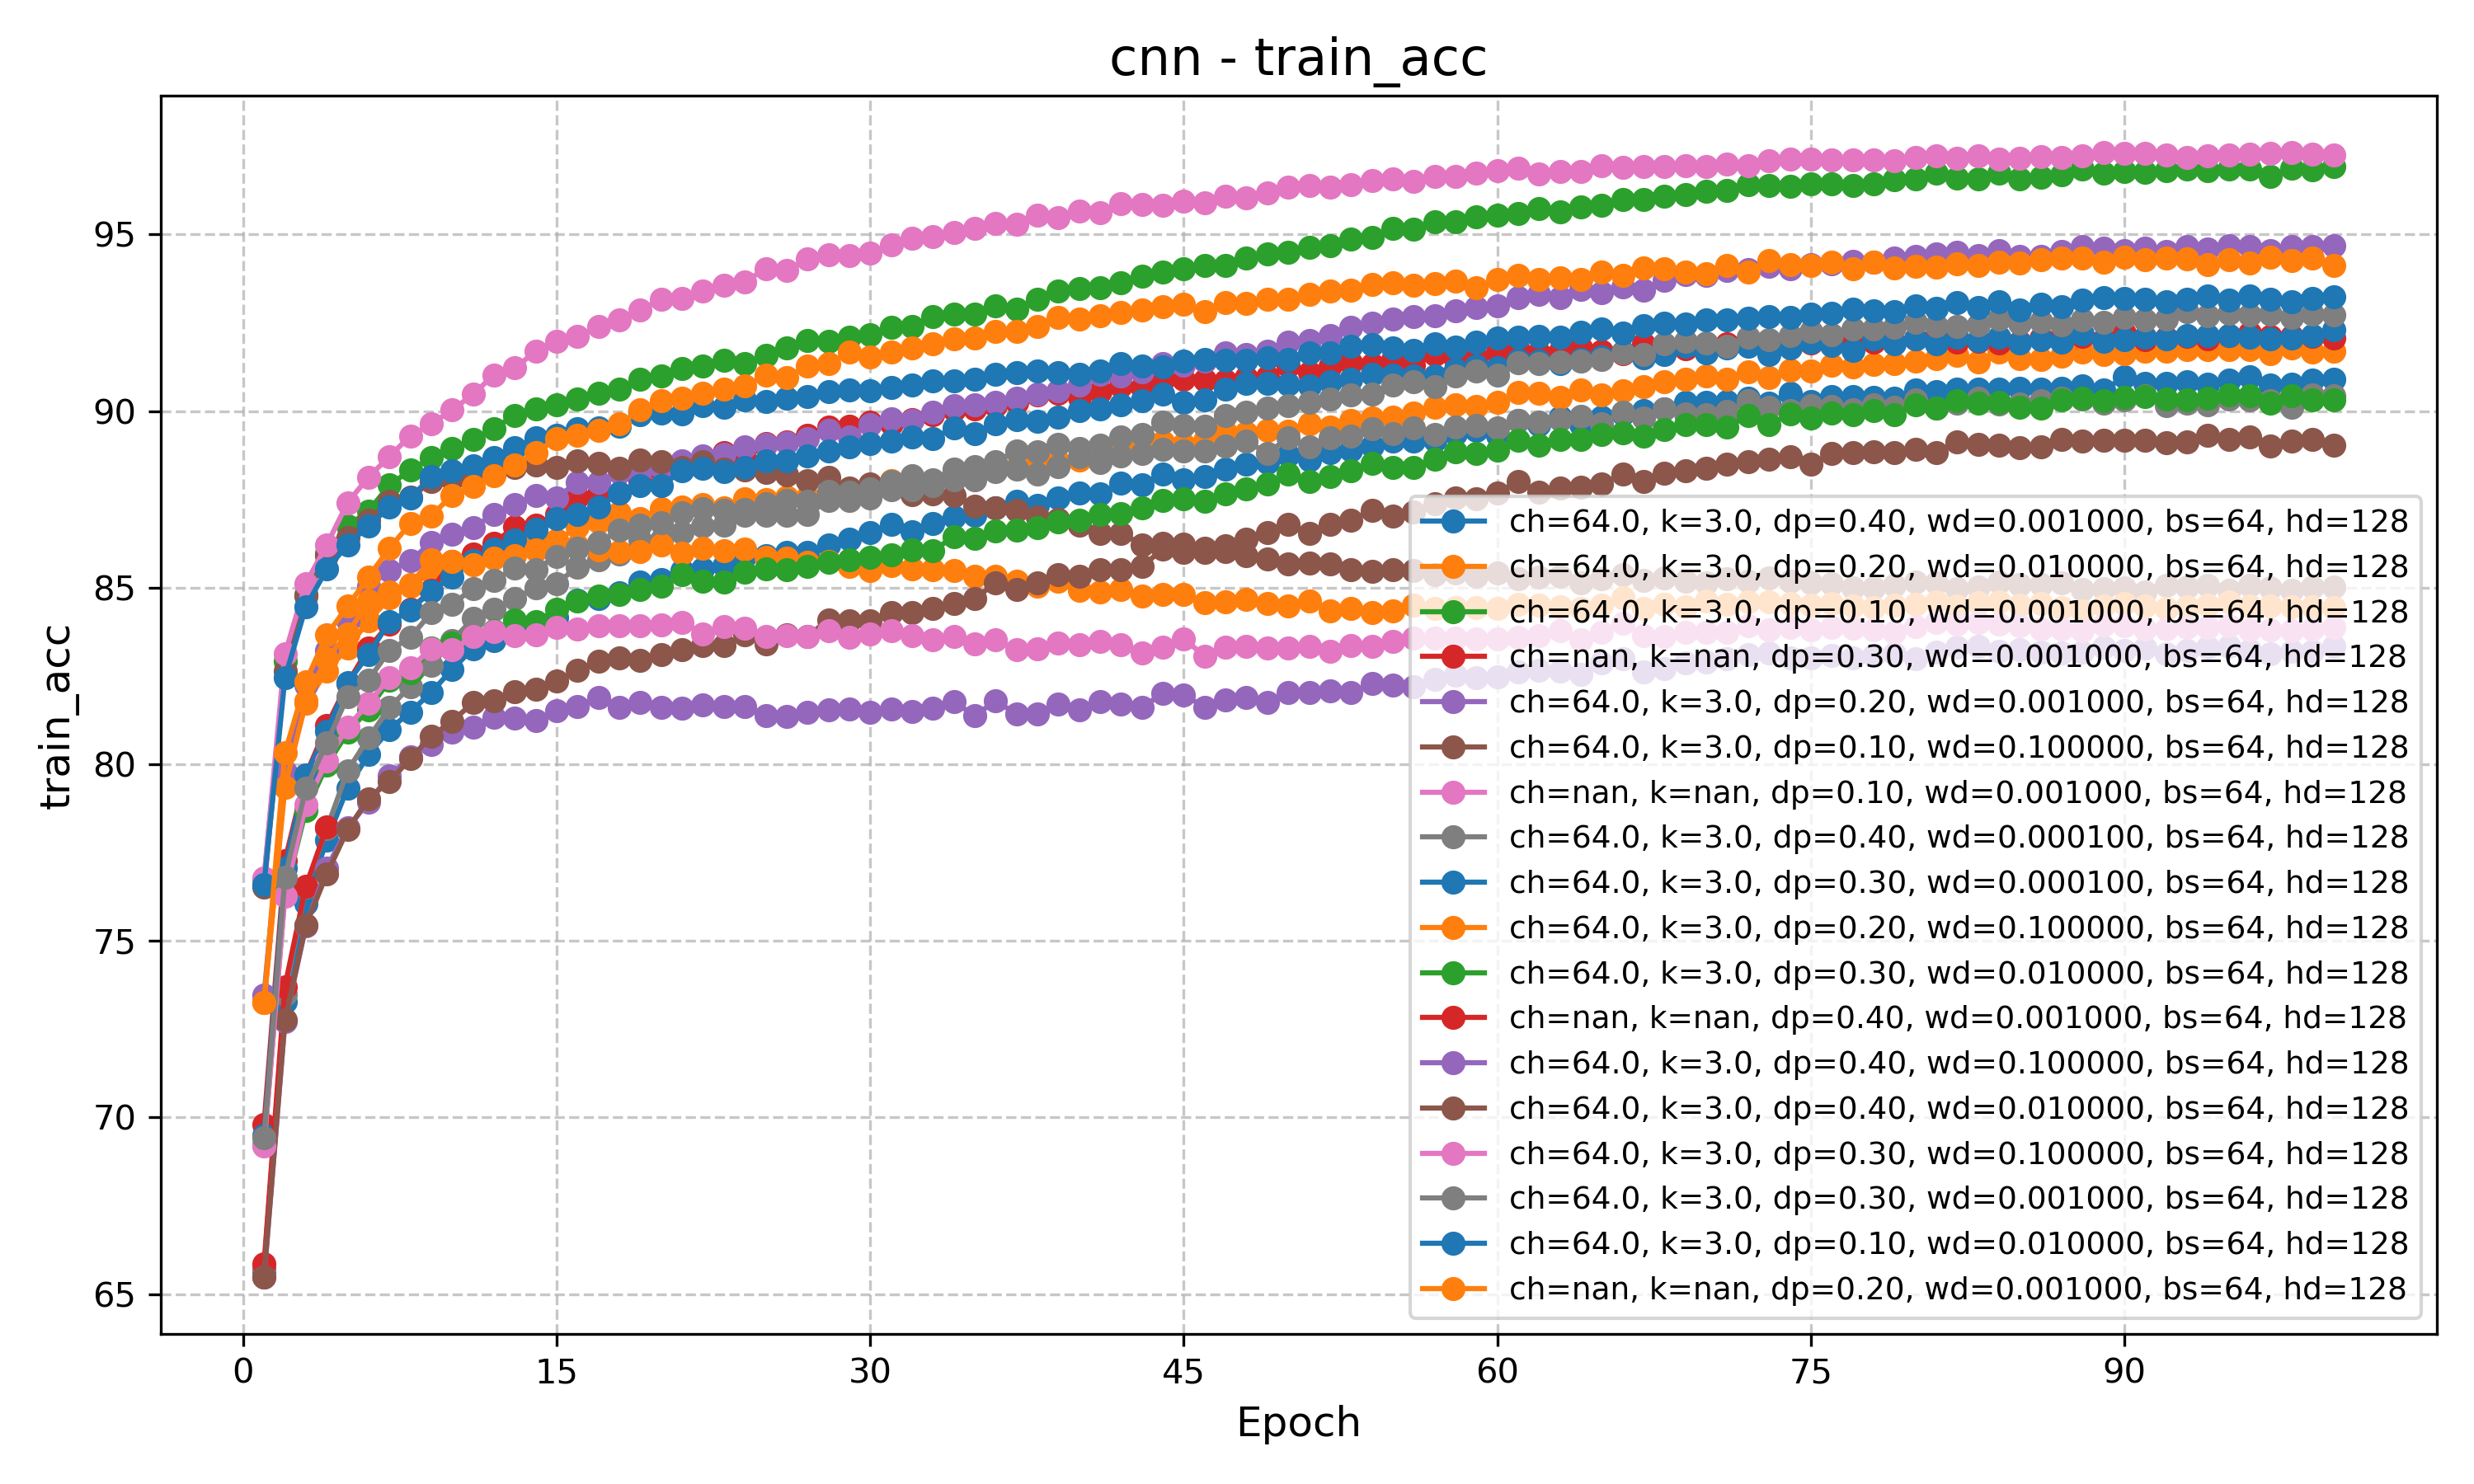 cnn - train_acc
95
90
85
80
75
70
65
train_acc
0 15 30 45 60 75 90
Epoch
ch=64.0, k=3.0, dp=0.40, wd=0.001000, bs=64, hd=128
ch=64.0, k=3.0, dp=0.20, wd=0.010000, bs=64, hd=128
ch=64.0, k=3.0, dp=0.10, wd=0.001000, bs=64, hd=128
ch=nan, k=nan, dp=0.30, wd=0.001000, bs=64, hd=128
ch=64.0, k=3.0, dp=0.20, wd=0.001000, bs=64, hd=128
ch=64.0, k=3.0, dp=0.10, wd=0.100000, bs=64, hd=128
ch=nan, k=nan, dp=0.10, wd=0.001000, bs=64, hd=128
ch=64.0, k=3.0, dp=0.40, wd=0.000100, bs=64, hd=128
ch=64.0, k=3.0, dp=0.30, wd=0.000100, bs=64, hd=128
ch=64.0, k=3.0, dp=0.20, wd=0.100000, bs=64, hd=128
ch=64.0, k=3.0, dp=0.30, wd=0.010000, bs=64, hd=128
ch=nan, k=nan, dp=0.40, wd=0.001000, bs=64, hd=128
ch=64.0, k=3.0, dp=0.40, wd=0.100000, bs=64, hd=128
ch=64.0, k=3.0, dp=0.40, wd=0.010000, bs=64, hd=128
ch=64.0, k=3.0, dp=0.30, wd=0.100000, bs=64, hd=128
ch=64.0, k=3.0, dp=0.30, wd=0.001000, bs=64, hd=128
ch=64.0, k=3.0, dp=0.10, wd=0.010000, bs=64, hd=128
ch=nan, k=nan, dp=0.20, wd=0.001000, bs=64, hd=128